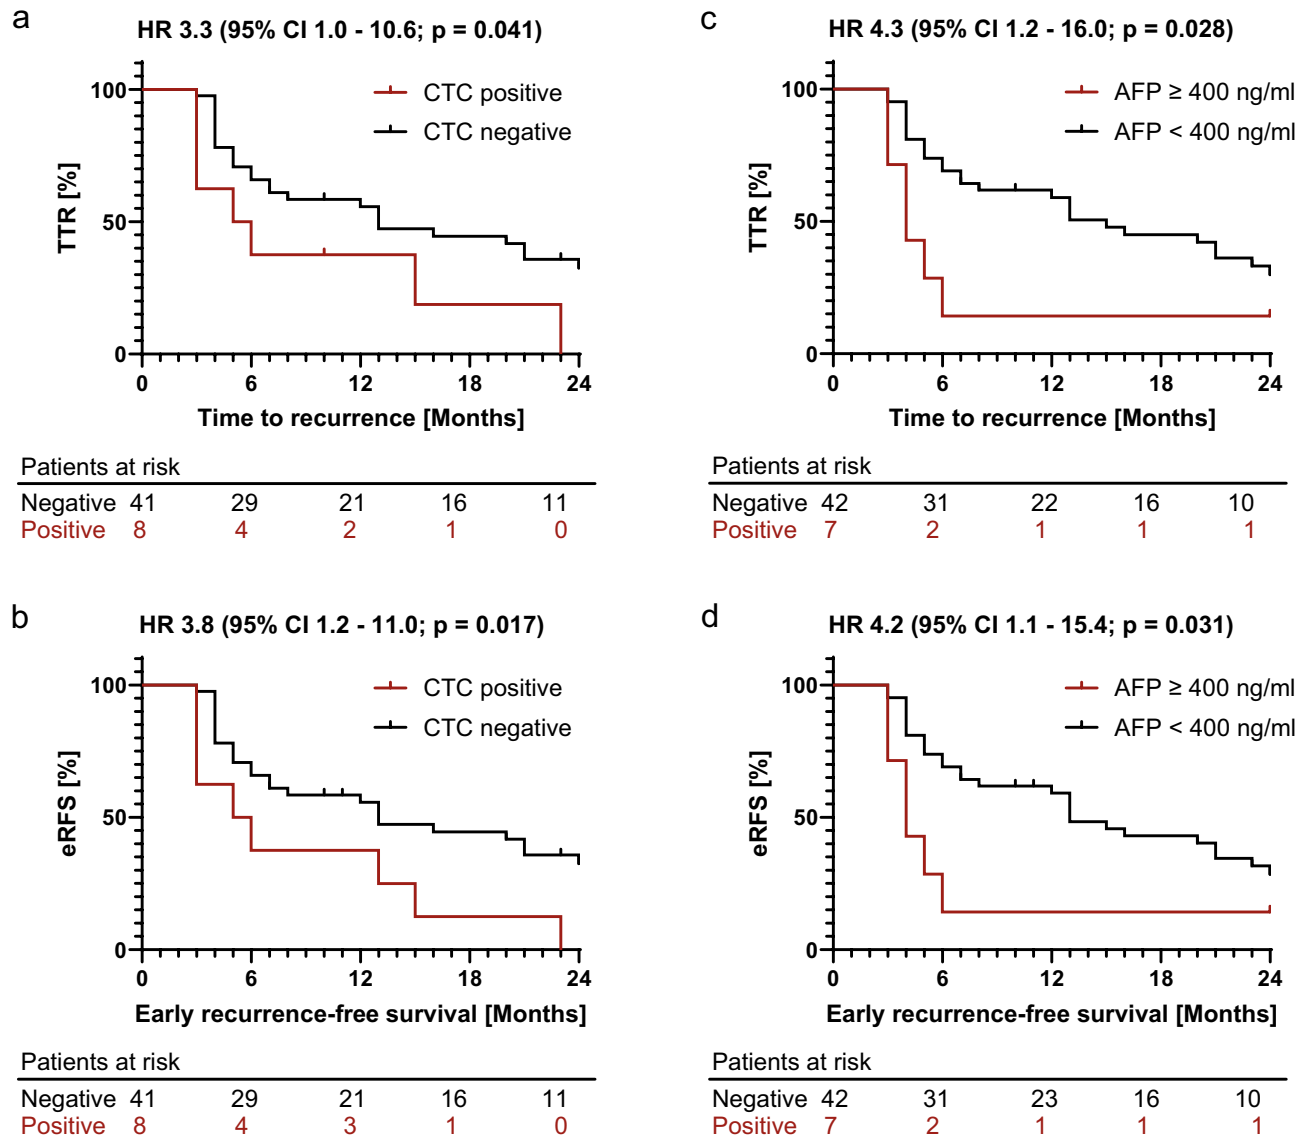 a
HR 3.3 (95% CI 1.0 - 10.6; p = 0.041)
CTC positive
CTC negative
TTR [%]
100
50
0
0 6 12 18 24
Time to recurrence [Months]
Patients at risk
Negative 41 29 21 16 11
Positive 8 4 2 1 0
c
HR 4.3 (95% CI 1.2 - 16.0; p = 0.028)
AFP ≥ 400 ng/ml
AFP < 400 ng/ml
TTR [%]
100
50
0
0 6 12 18 24
Time to recurrence [Months]
Patients at risk
Negative 42 31 22 16 10
Positive 7 2 1 1 1
b
HR 3.8 (95% CI 1.2 - 11.0; p = 0.017)
CTC positive
CTC negative
eRFS [%]
100
50
0
0 6 12 18 24
Early recurrence-free survival [Months]
Patients at risk
Negative 41 29 21 16 11
Positive 8 4 3 1 0
d
HR 4.2 (95% CI 1.1 - 15.4; p = 0.031)
AFP ≥ 400 ng/ml
AFP < 400 ng/ml
eRFS [%]
100
50
0
0 6 12 18 24
Early recurrence-free survival [Months]
Patients at risk
Negative 42 31 23 16 10
Positive 7 2 1 1 1